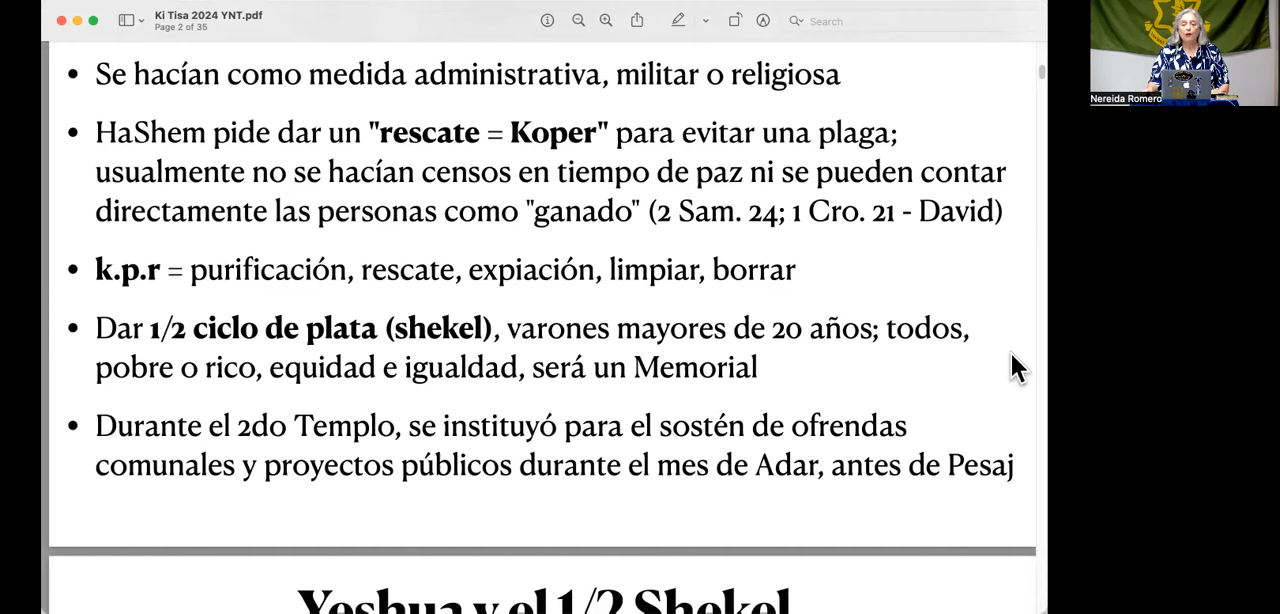 Ki Tisa 2024 YNT.pdf
Page 2 of 35
Search
• Se hacían como medida administrativa, militar o religiosa
• HaShem pide dar un "rescate = Koper" para evitar una plaga;
usualmente no se hacían censos en tiempo de paz ni se pueden contar
directamente las personas como "ganado" (2 Sam. 24; 1 Cro. 21 - David)
• k.p.r = purificación, rescate, expiación, limpiar, borrar
• Dar 1/2 ciclo de plata (shekel), varones mayores de 20 años; todos,
pobre o rico, equidad e igualdad, será un Memorial
• Durante el 2do Templo, se instituyó para el sostén de ofrendas
comunales y proyectos públicos durante el mes de Adar, antes de Pesaj
Yeshua y el 1/2 Shekel
Nereida Romero